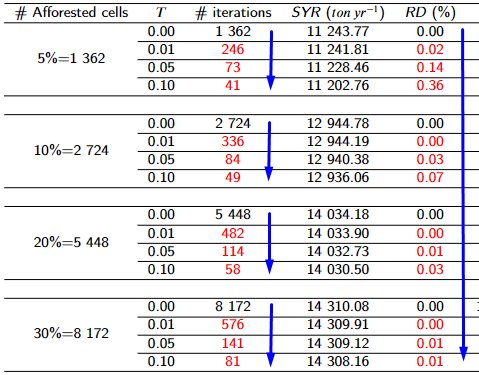 # Afforested cells T # iterations SYR (ton yr⁻¹) RD (%)
0.00 1 362 11 243.77 0.00
0.01 246 11 241.81 0.02
5%=1 362
0.05 73 11 228.46 0.14
0.10 41 11 202.76 0.36
0.00 2 724 12 944.78 0.00
0.01 336 12 944.19 0.00
10%=2 724
0.05 84 12 940.38 0.03
0.10 49 12 936.06 0.07
0.00 5 448 14 034.18 0.00
0.01 482 14 033.90 0.00
20%=5 448
0.05 114 14 032.73 0.01
0.10 58 14 030.50 0.03
0.00 8 172 14 310.08 0.00
0.01 576 14 309.91 0.00
30%=8 172
0.05 141 14 309.12 0.01
0.10 81 14 308.16 0.01